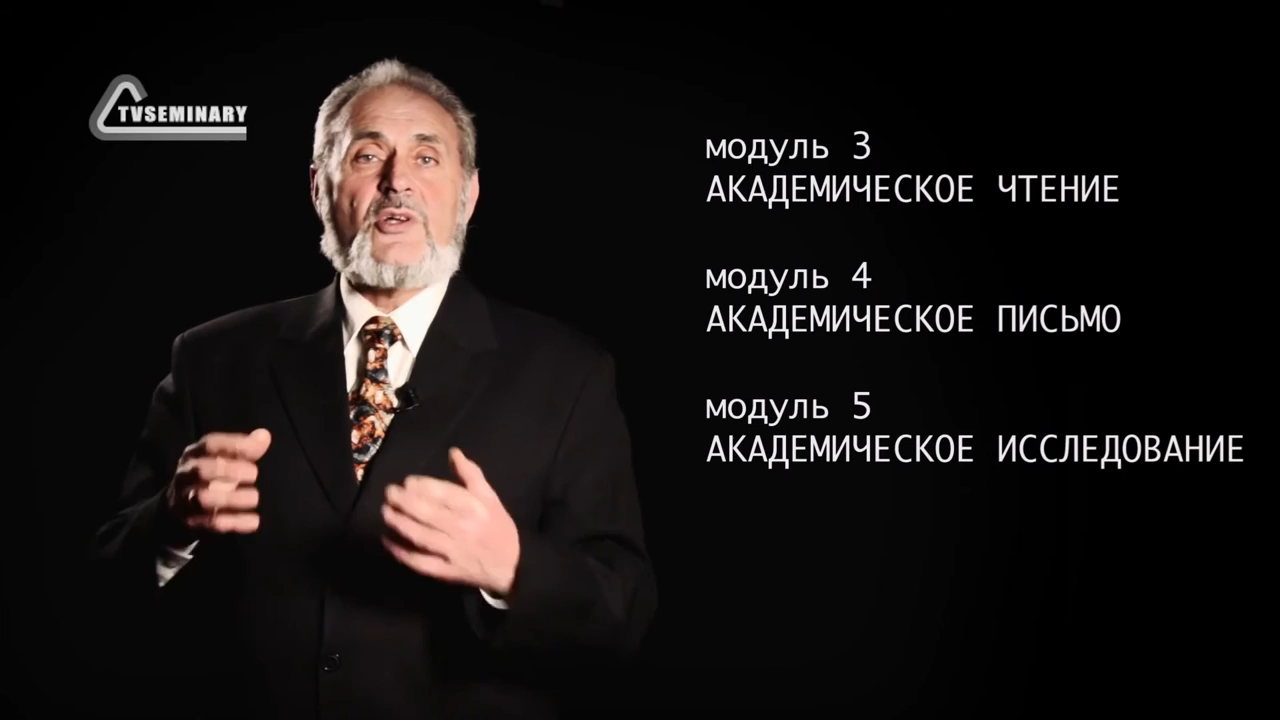 TVSEMINARY
модуль 3
АКАДЕМИЧЕСКОЕ ЧТЕНИЕ
модуль 4
АКАДЕМИЧЕСКОЕ ПИСЬМО
модуль 5
АКАДЕМИЧЕСКОЕ ИССЛЕДОВАНИЕ